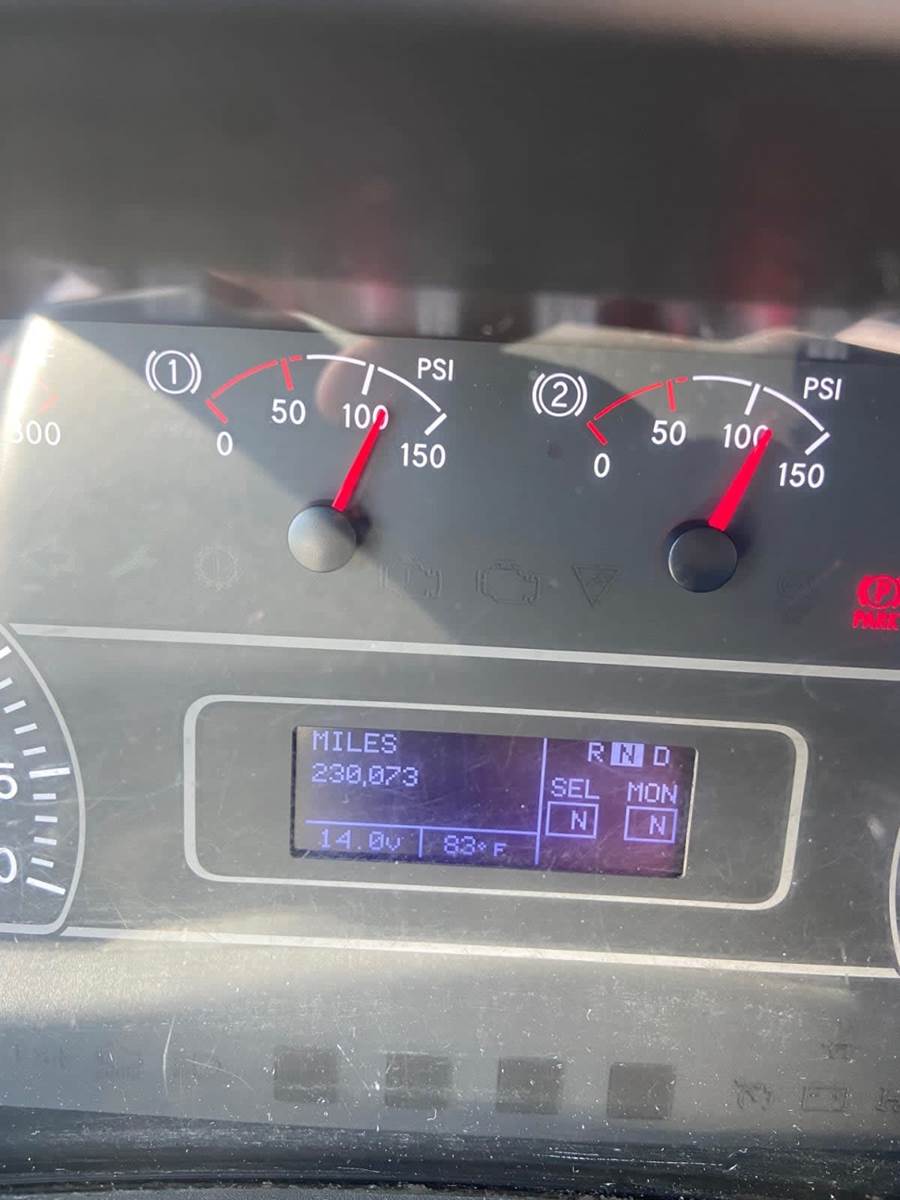 1
PSI
0
50
100
150
2
PSI
0
50
100
150
P
PARK
MILES
230,073
14.0v
83°F
R N D
SEL
MON
N
N